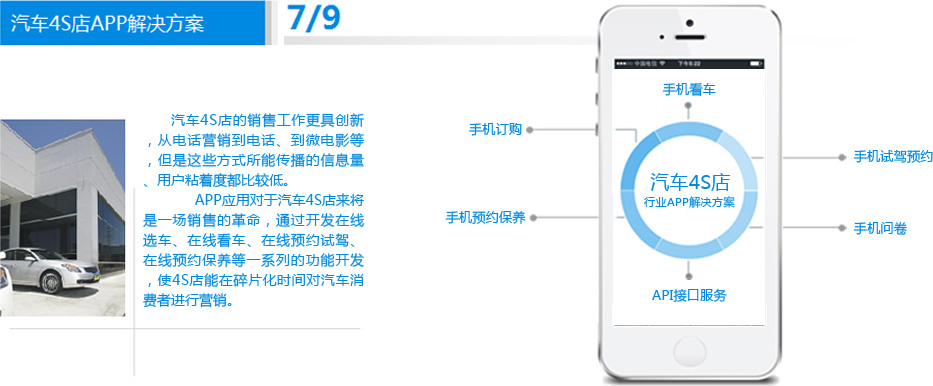 汽车4S店APP解决方案
7/9
汽车4S店的销售工作更具创新
，从电话营销到电话、到微电影等
，但是这些方式所能传播的信息量
、用户粘着度都比较低。
APP应用对于汽车4S店来将
是一场销售的革命，通过开发在线
选车、在线看车、在线预约试驾、
在线预约保养等一系列的功能开发
，使4S店能在碎片化时间对汽车消
费者进行营销。
中国电信
下午5:22
手机看车
手机订购
手机试驾预约
汽车4S店
行业APP解决方案
手机预约保养
手机问卷
API接口服务